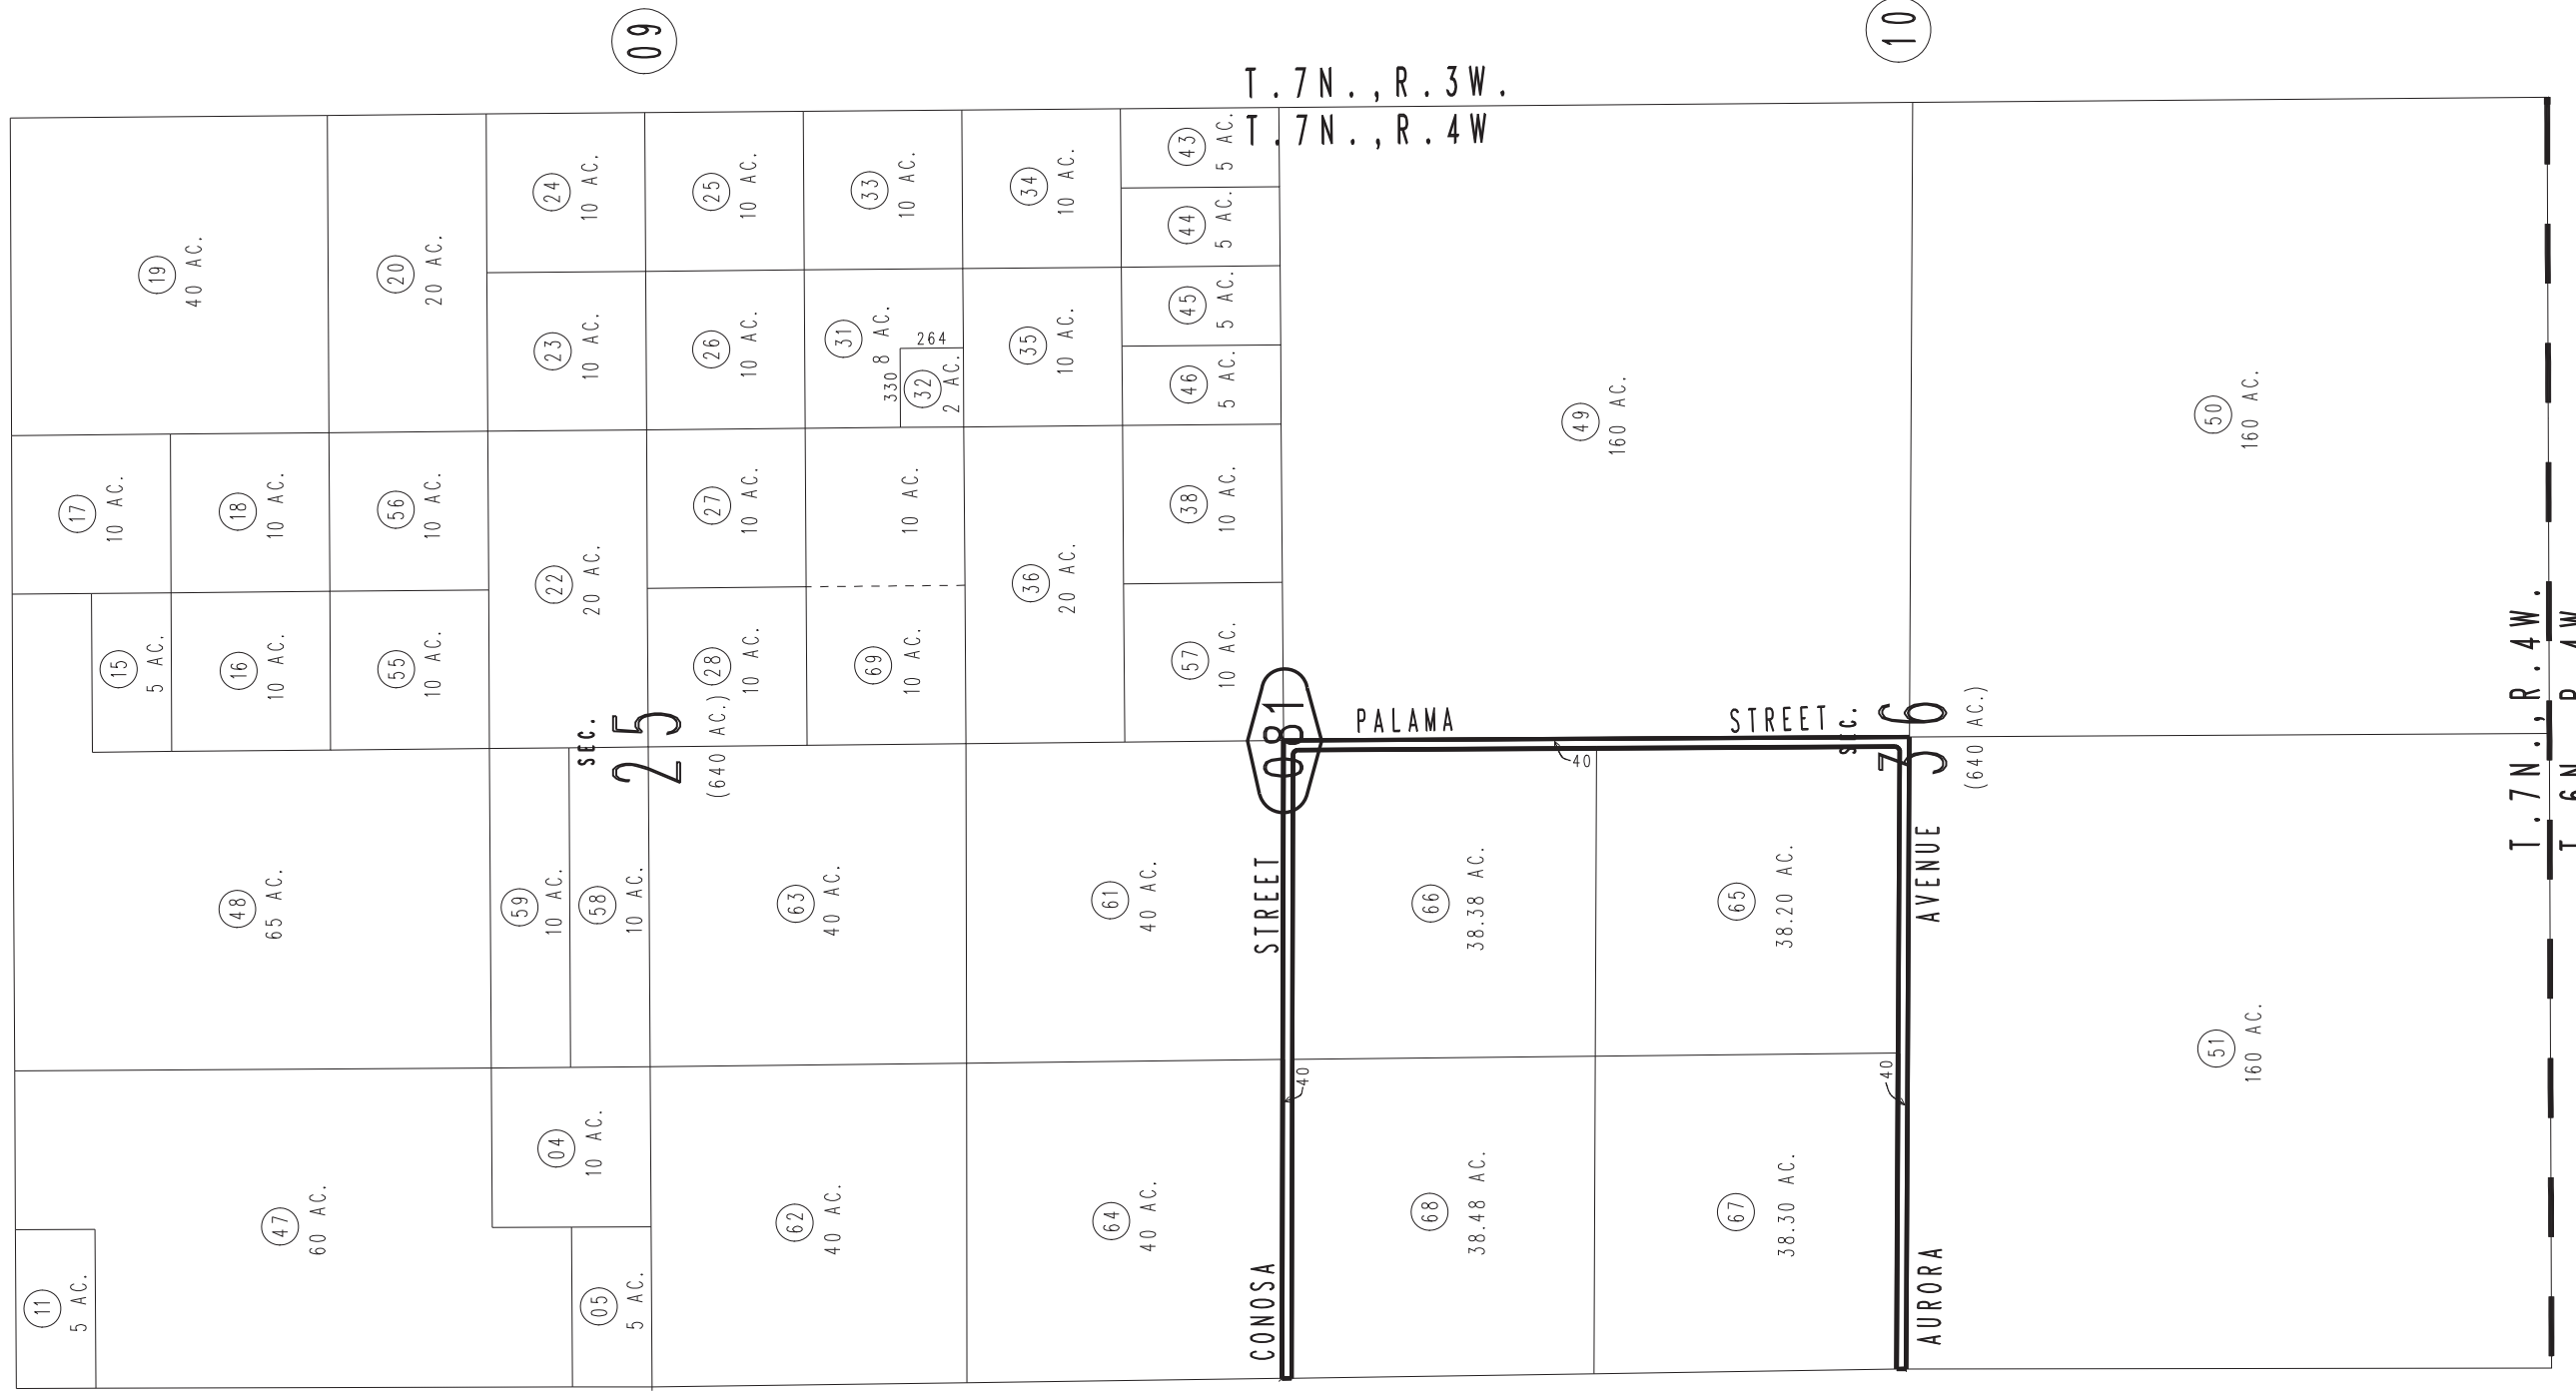 09
10
T.7N.,R.3W.
T.7N.,R.4W
19
40 AC.
20
20 AC.
24
10 AC.
25
10 AC.
33
10 AC.
34
10 AC.
43
5 AC.
44
5 AC.
45
5 AC.
46
5 AC.
23
10 AC.
26
10 AC.
31
8 AC.
264
330
32
2 AC.
35
10 AC.
49
160 AC.
50
160 AC.
17
10 AC.
18
10 AC.
56
10 AC.
22
20 AC.
27
10 AC.
10 AC.
36
20 AC.
38
10 AC.
15
5 AC.
16
10 AC.
55
10 AC.
28
10 AC.
69
10 AC.
57
10 AC.
SEC.
25
(640 AC.)
081
PALAMA STREET
40
SEC.
36
(640 AC.)
T.7N.,R.4W.
48
65 AC.
59
10 AC.
58
10 AC.
63
40 AC.
61
40 AC.
CONOSA STREET
40
66
38.38 AC.
65
38.20 AC.
AURORA AVENUE
40
51
160 AC.
47
60 AC.
11
5 AC.
04
10 AC.
05
5 AC.
62
40 AC.
64
40 AC.
68
38.48 AC.
67
38.30 AC.